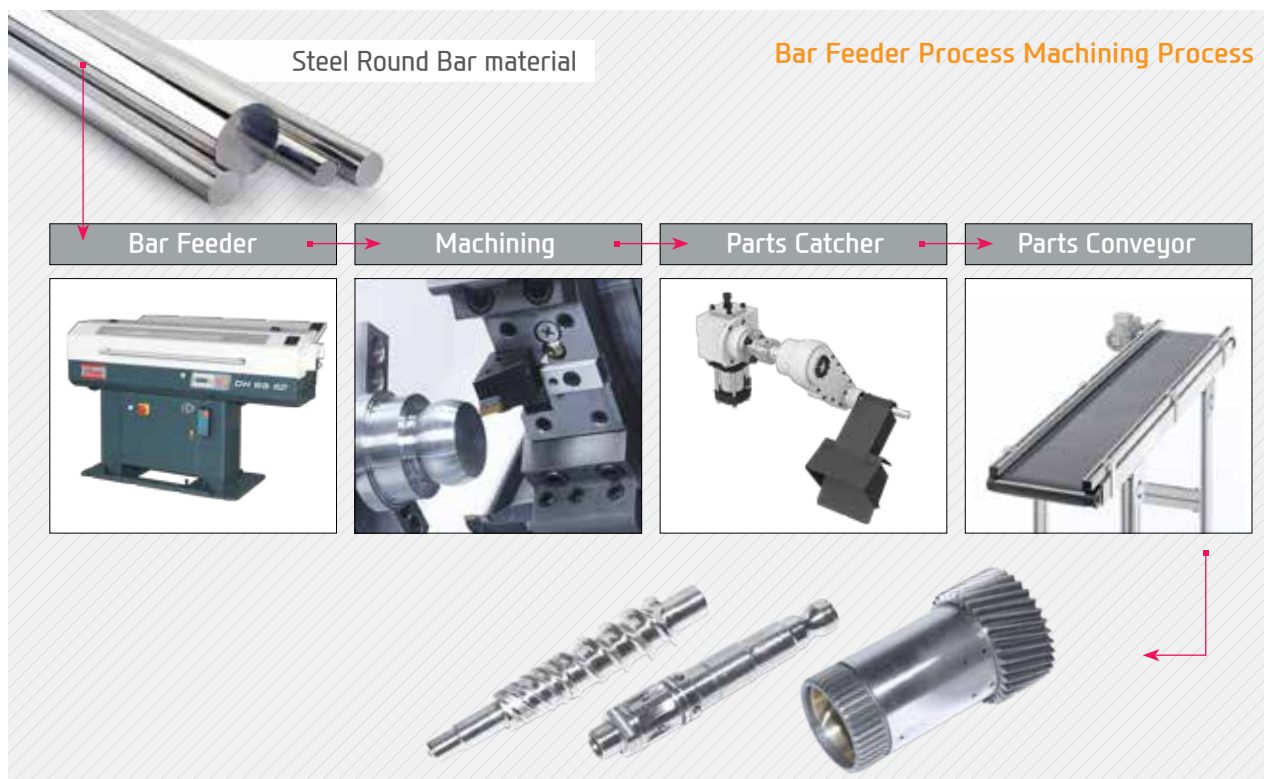 Steel Round Bar material
Bar Feeder Process Machining Process
Bar Feeder
Machining
Parts Catcher
Parts Conveyor